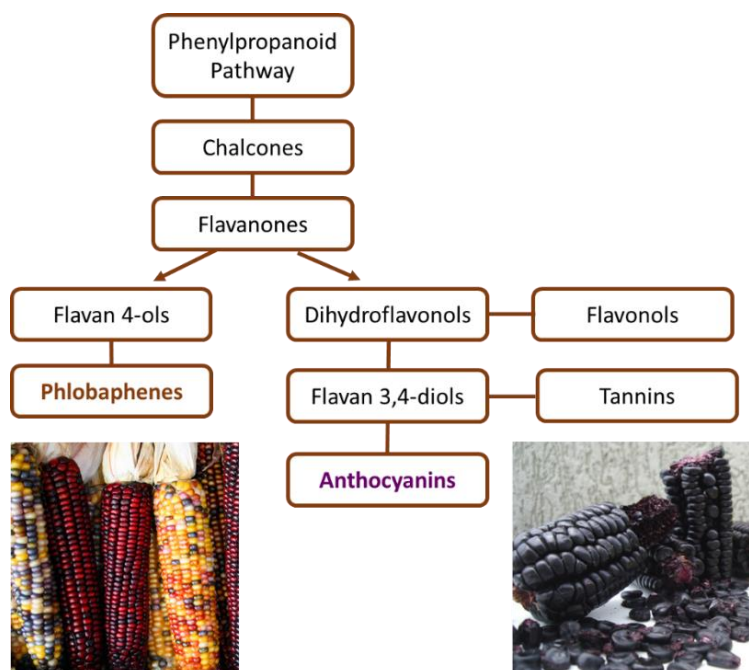 Phenylpropanoid
Pathway
Chalcones
Flavanones
Flavan 4-ols
Dihydroflavonols
Flavonols
Phlobaphenes
Flavan 3,4-diols
Tannins
Anthocyanins